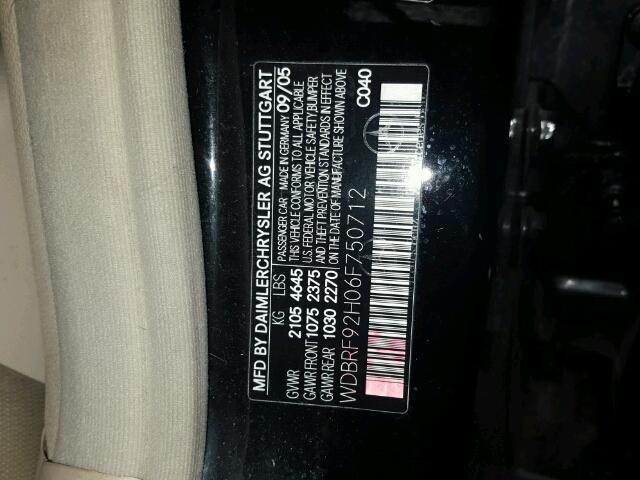 MFD BY DAIMLERCHRYSLER AG STUTTGART
KG LBS PASSENGER CAR - MADE IN GERMANY 09/05
GVWR 2105 4645 THIS VEHICLE CONFORMS TO ALL APPLICABLE
GAWR FRONT 1075 2375 U.S. FEDERAL MOTOR VEHICLE SAFETY, BUMPER
GAWR REAR 1030 2270 AND THEFT PREVENTION STANDARDS IN EFFECT
ON THE DATE OF MANUFACTURE SHOWN ABOVE
WDBRF92H06F750712 C040